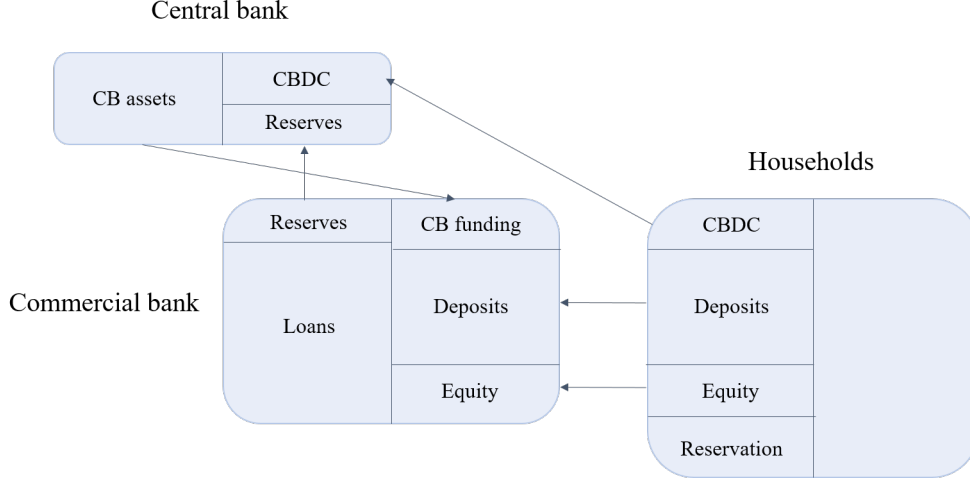 Central bank
CB assets
CBDC
Reserves
Households
Commercial bank
Reserves
CB funding
Loans
Deposits
Equity
CBDC
Deposits
Equity
Reservation